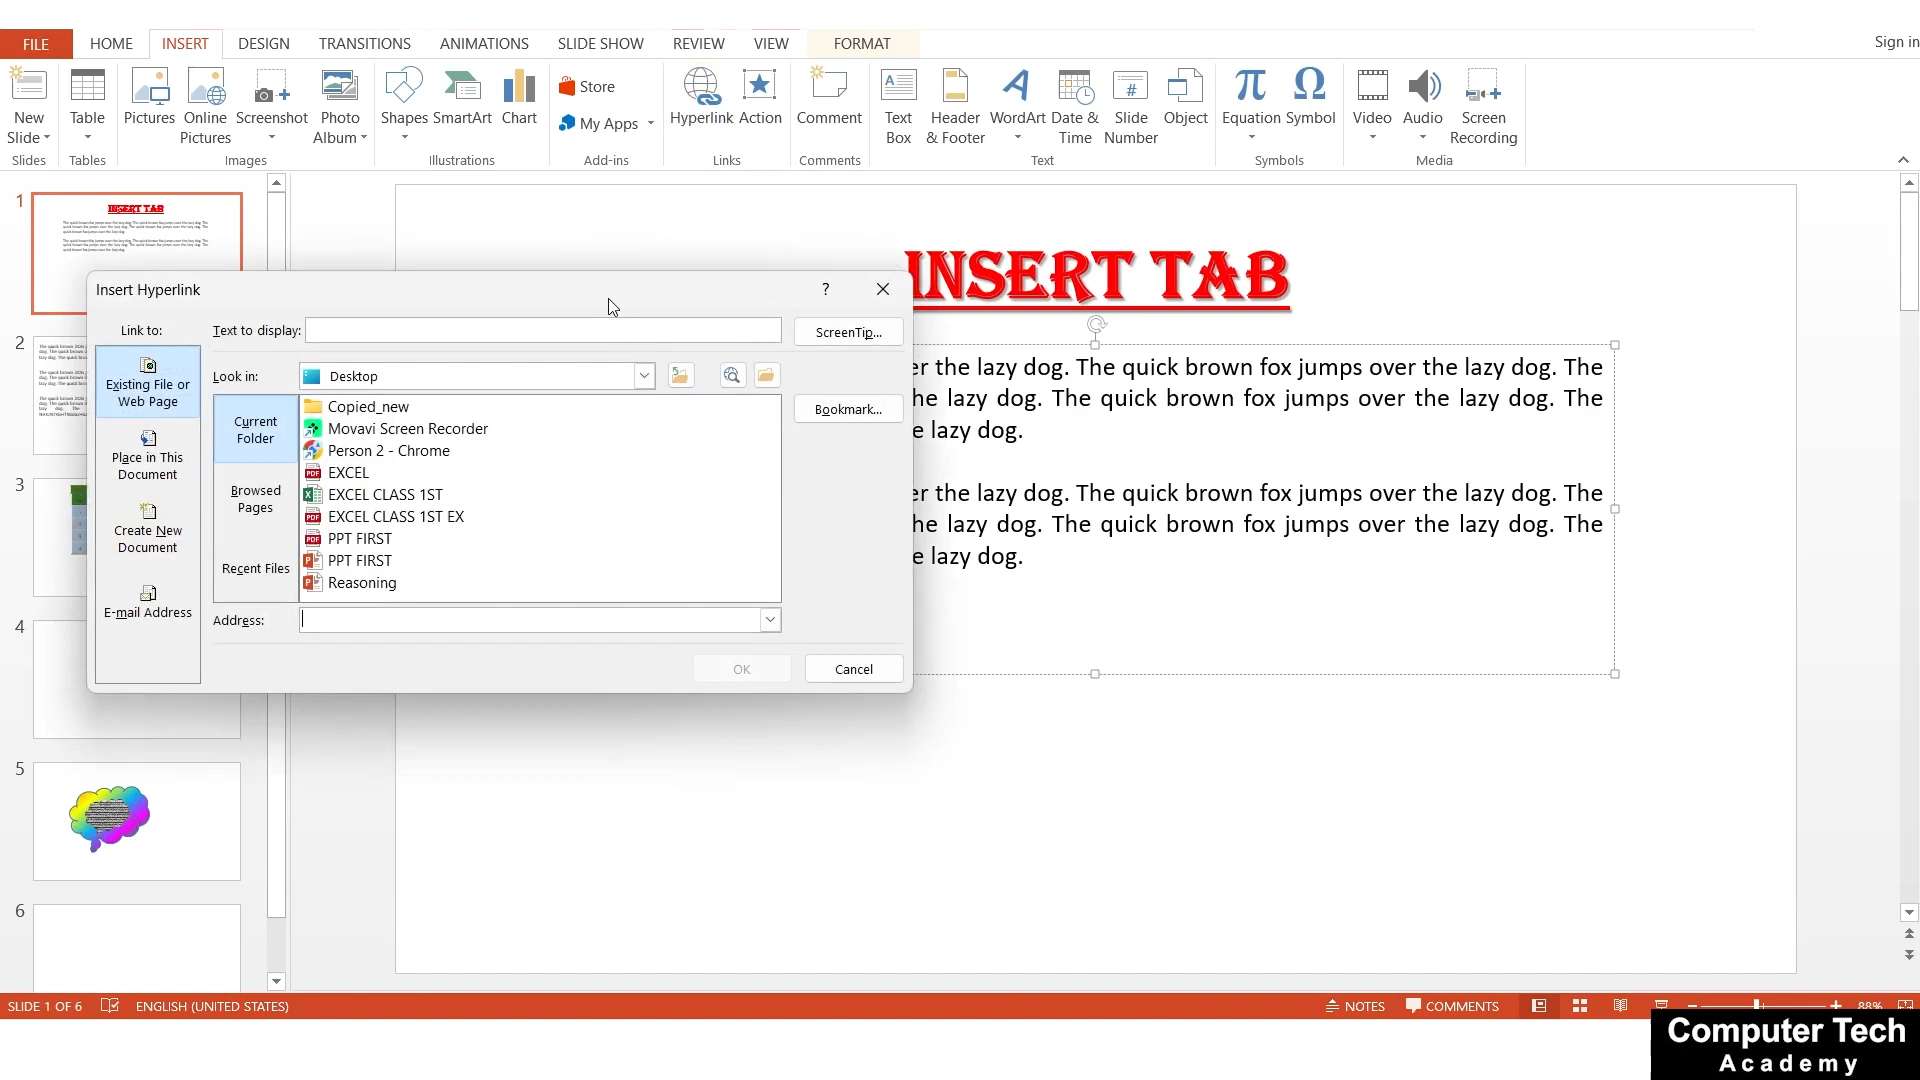 FILE HOME INSERT DESIGN TRANSITIONS ANIMATIONS SLIDE SHOW REVIEW VIEW FORMAT Sign in
New Slide
Table
Pictures
Online Pictures
Screenshot
Photo Album
Shapes
SmartArt
Chart
Store
My Apps
Hyperlink
Action
Comment
Text Box
Header & Footer
WordArt
Date & Time
Slide Number
Object
Equation
Symbol
Video
Audio
Screen Recording
Slides Tables Images Illustrations Add-ins Links Comments Text Symbols Media
1
INSERT TAB
2
3
4
5
6
Insert Hyperlink ?
Link to:
Existing File or Web Page
Place in This Document
Create New Document
E-mail Address
Text to display:
ScreenTip...
Look in: Desktop
Current Folder
Browsed Pages
Recent Files
Copied_new
Movavi Screen Recorder
Person 2 - Chrome
EXCEL
EXCEL CLASS 1ST
EXCEL CLASS 1ST EX
PPT FIRST
PPT FIRST
Reasoning
Bookmark...
Address:
OK Cancel
INSERT TAB
er the lazy dog. The quick brown fox jumps over the lazy dog. The
he lazy dog. The quick brown fox jumps over the lazy dog. The
e lazy dog.
er the lazy dog. The quick brown fox jumps over the lazy dog. The
he lazy dog. The quick brown fox jumps over the lazy dog. The
e lazy dog.
SLIDE 1 OF 6 ENGLISH (UNITED STATES) NOTES COMMENTS 88%
Computer Tech
Academy